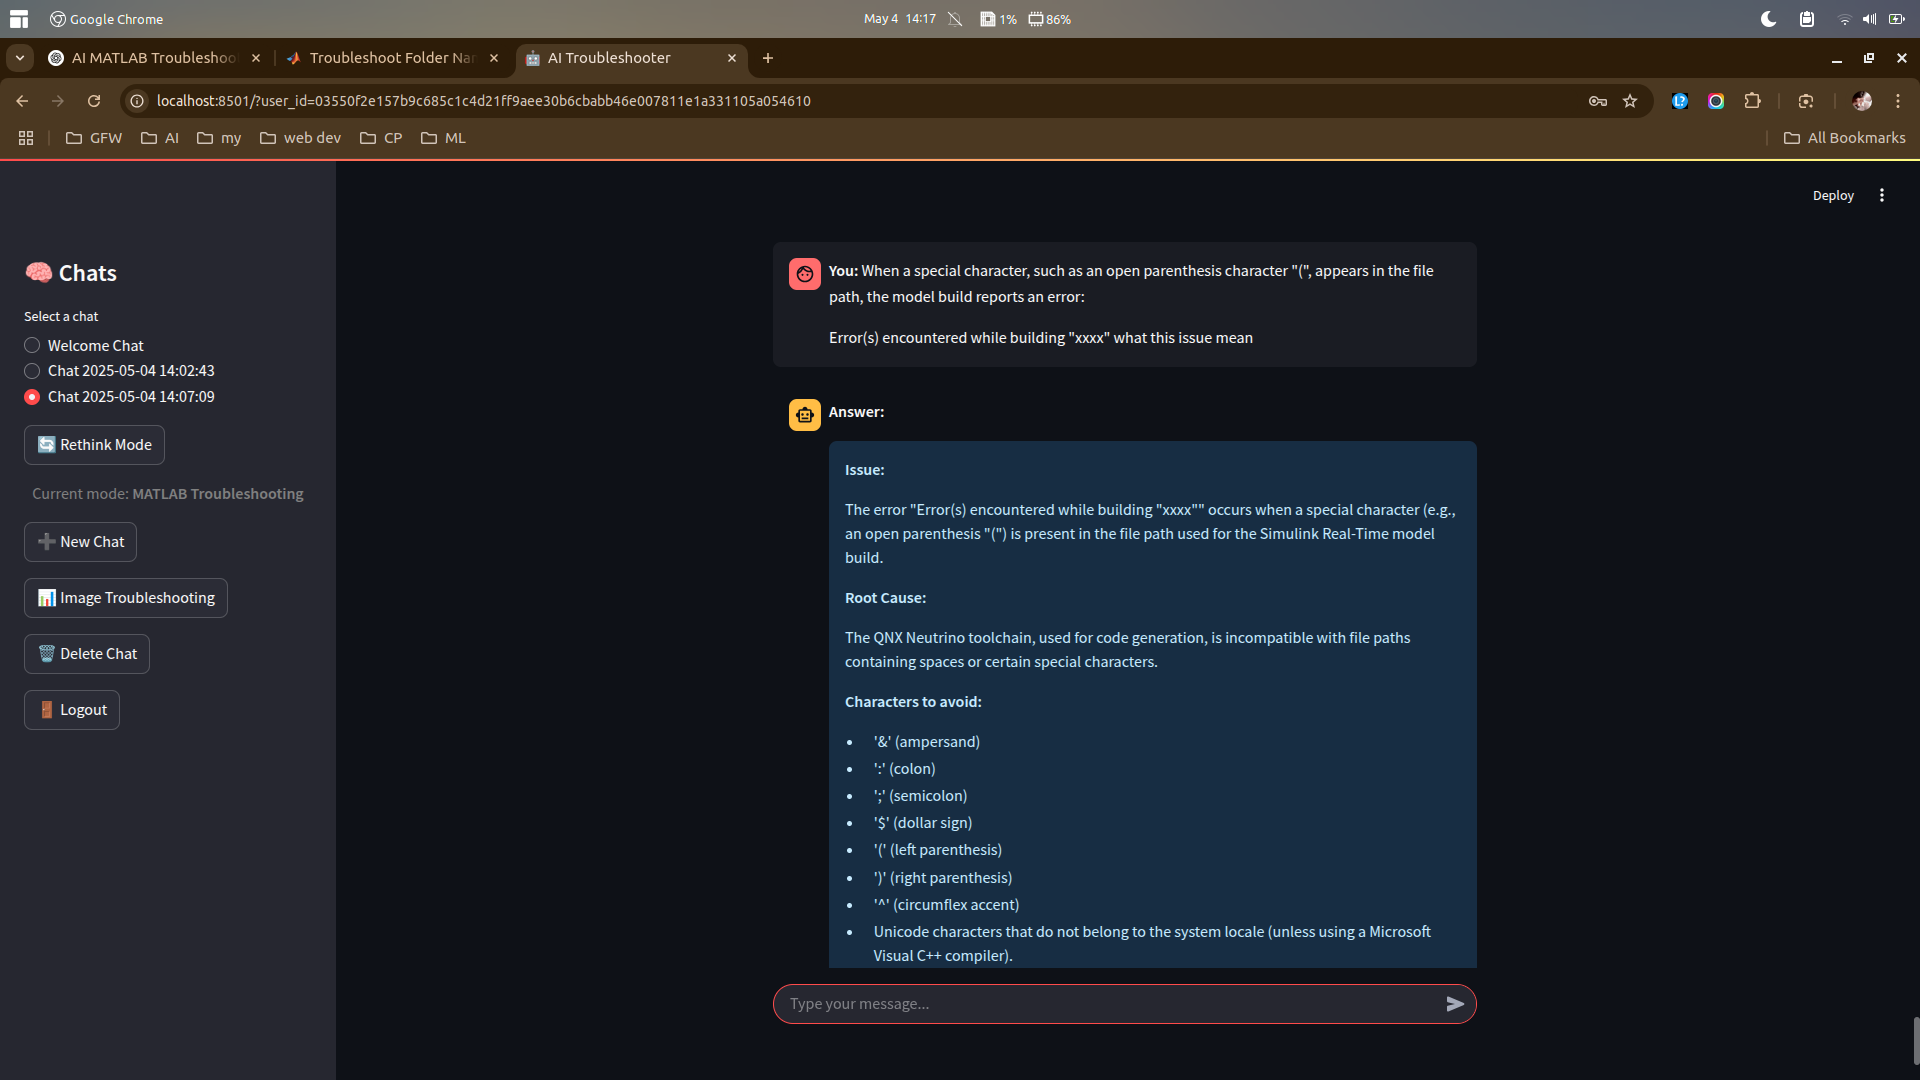 Google Chrome
May 4 14:17
1%
86%
AI MATLAB Troubleshoo
Troubleshoot Folder Nar
AI Troubleshooter
localhost:8501/?user_id=03550f2e157b9c685c1c4d21ff9aee30b6cbabb46e007811e1a331105a054610
GFW
AI
my
web dev
CP
ML
All Bookmarks
Deploy
Chats
Select a chat
Welcome Chat
Chat 2025-05-04 14:02:43
Chat 2025-05-04 14:07:09
Rethink Mode
Current mode: MATLAB Troubleshooting
New Chat
Image Troubleshooting
Delete Chat
Logout
You: When a special character, such as an open parenthesis character "(", appears in the file
path, the model build reports an error:
Error(s) encountered while building "xxxx" what this issue mean
Answer:
Issue:
The error "Error(s) encountered while building "xxxx"" occurs when a special character (e.g.,
an open parenthesis "(") is present in the file path used for the Simulink Real-Time model
build.
Root Cause:
The QNX Neutrino toolchain, used for code generation, is incompatible with file paths
containing spaces or certain special characters.
Characters to avoid:
• '&' (ampersand)
• ':' (colon)
• ';' (semicolon)
• '$' (dollar sign)
• '(' (left parenthesis)
• ')' (right parenthesis)
• '^' (circumflex accent)
• Unicode characters that do not belong to the system locale (unless using a Microsoft
Visual C++ compiler).
Type your message...